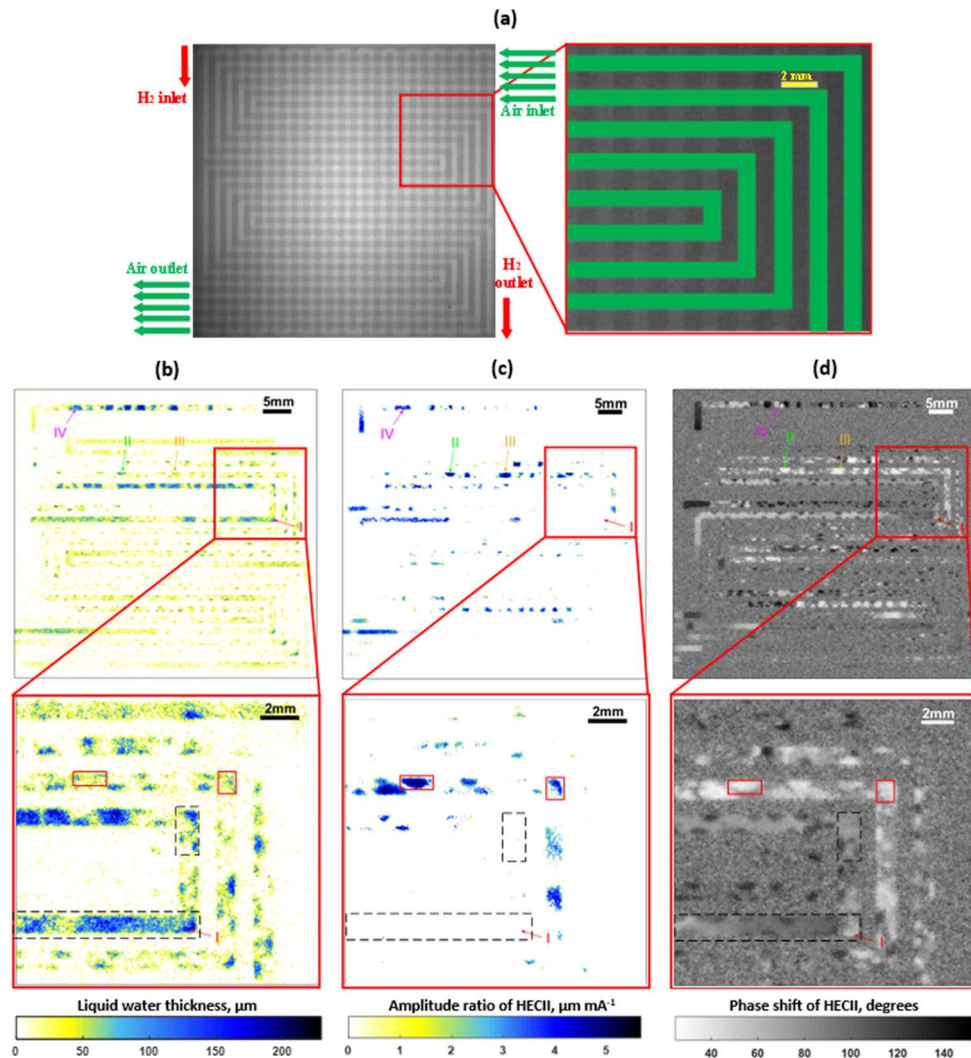 (a)
H2 inlet
Air inlet
2 mm
Air outlet
H2
outlet
(b)
(c)
(d)
5mm
IV
II
III
I
5mm
IV
II
III
I
5mm
IV
II
III
I
2mm
I
2mm
I
2mm
I
Liquid water thickness, µm
0
50
100
150
200
Amplitude ratio of HECII, µm mA⁻¹
0
1
2
3
4
5
Phase shift of HECII, degrees
40
60
80
100
120
140